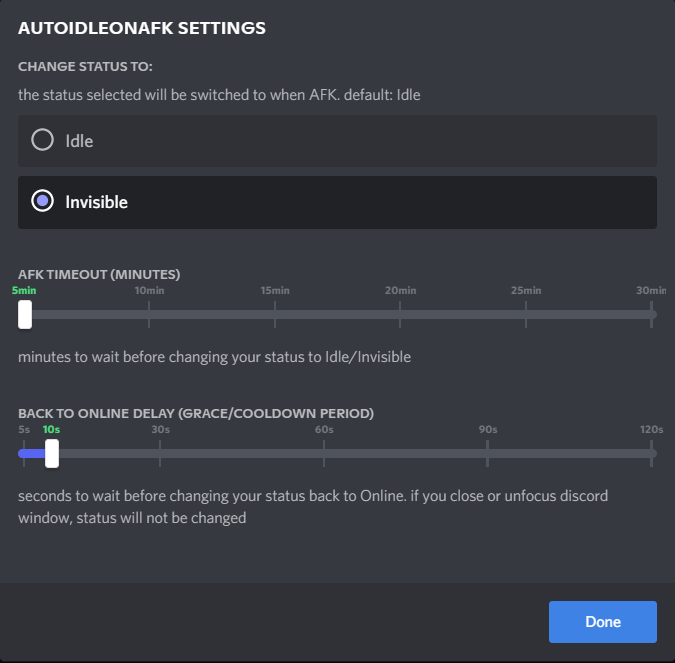 AUTOIDLEONAFK SETTINGS
CHANGE STATUS TO:
the status selected will be switched to when AFK. default: Idle
Idle
Invisible
AFK TIMEOUT (MINUTES)
5min 10min 15min 20min 25min 30min
minutes to wait before changing your status to Idle/Invisible
BACK TO ONLINE DELAY (GRACE/COOLDOWN PERIOD)
5s 10s 30s 60s 90s 120s
seconds to wait before changing your status back to Online. if you close or unfocus discord
window, status will not be changed
Done